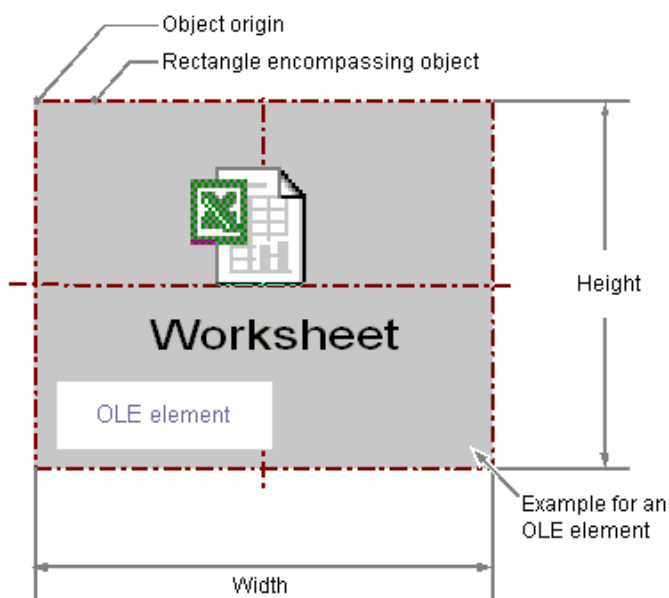 Object origin
Rectangle encompassing object
Height
Worksheet
OLE element
Example for an
OLE element
Width